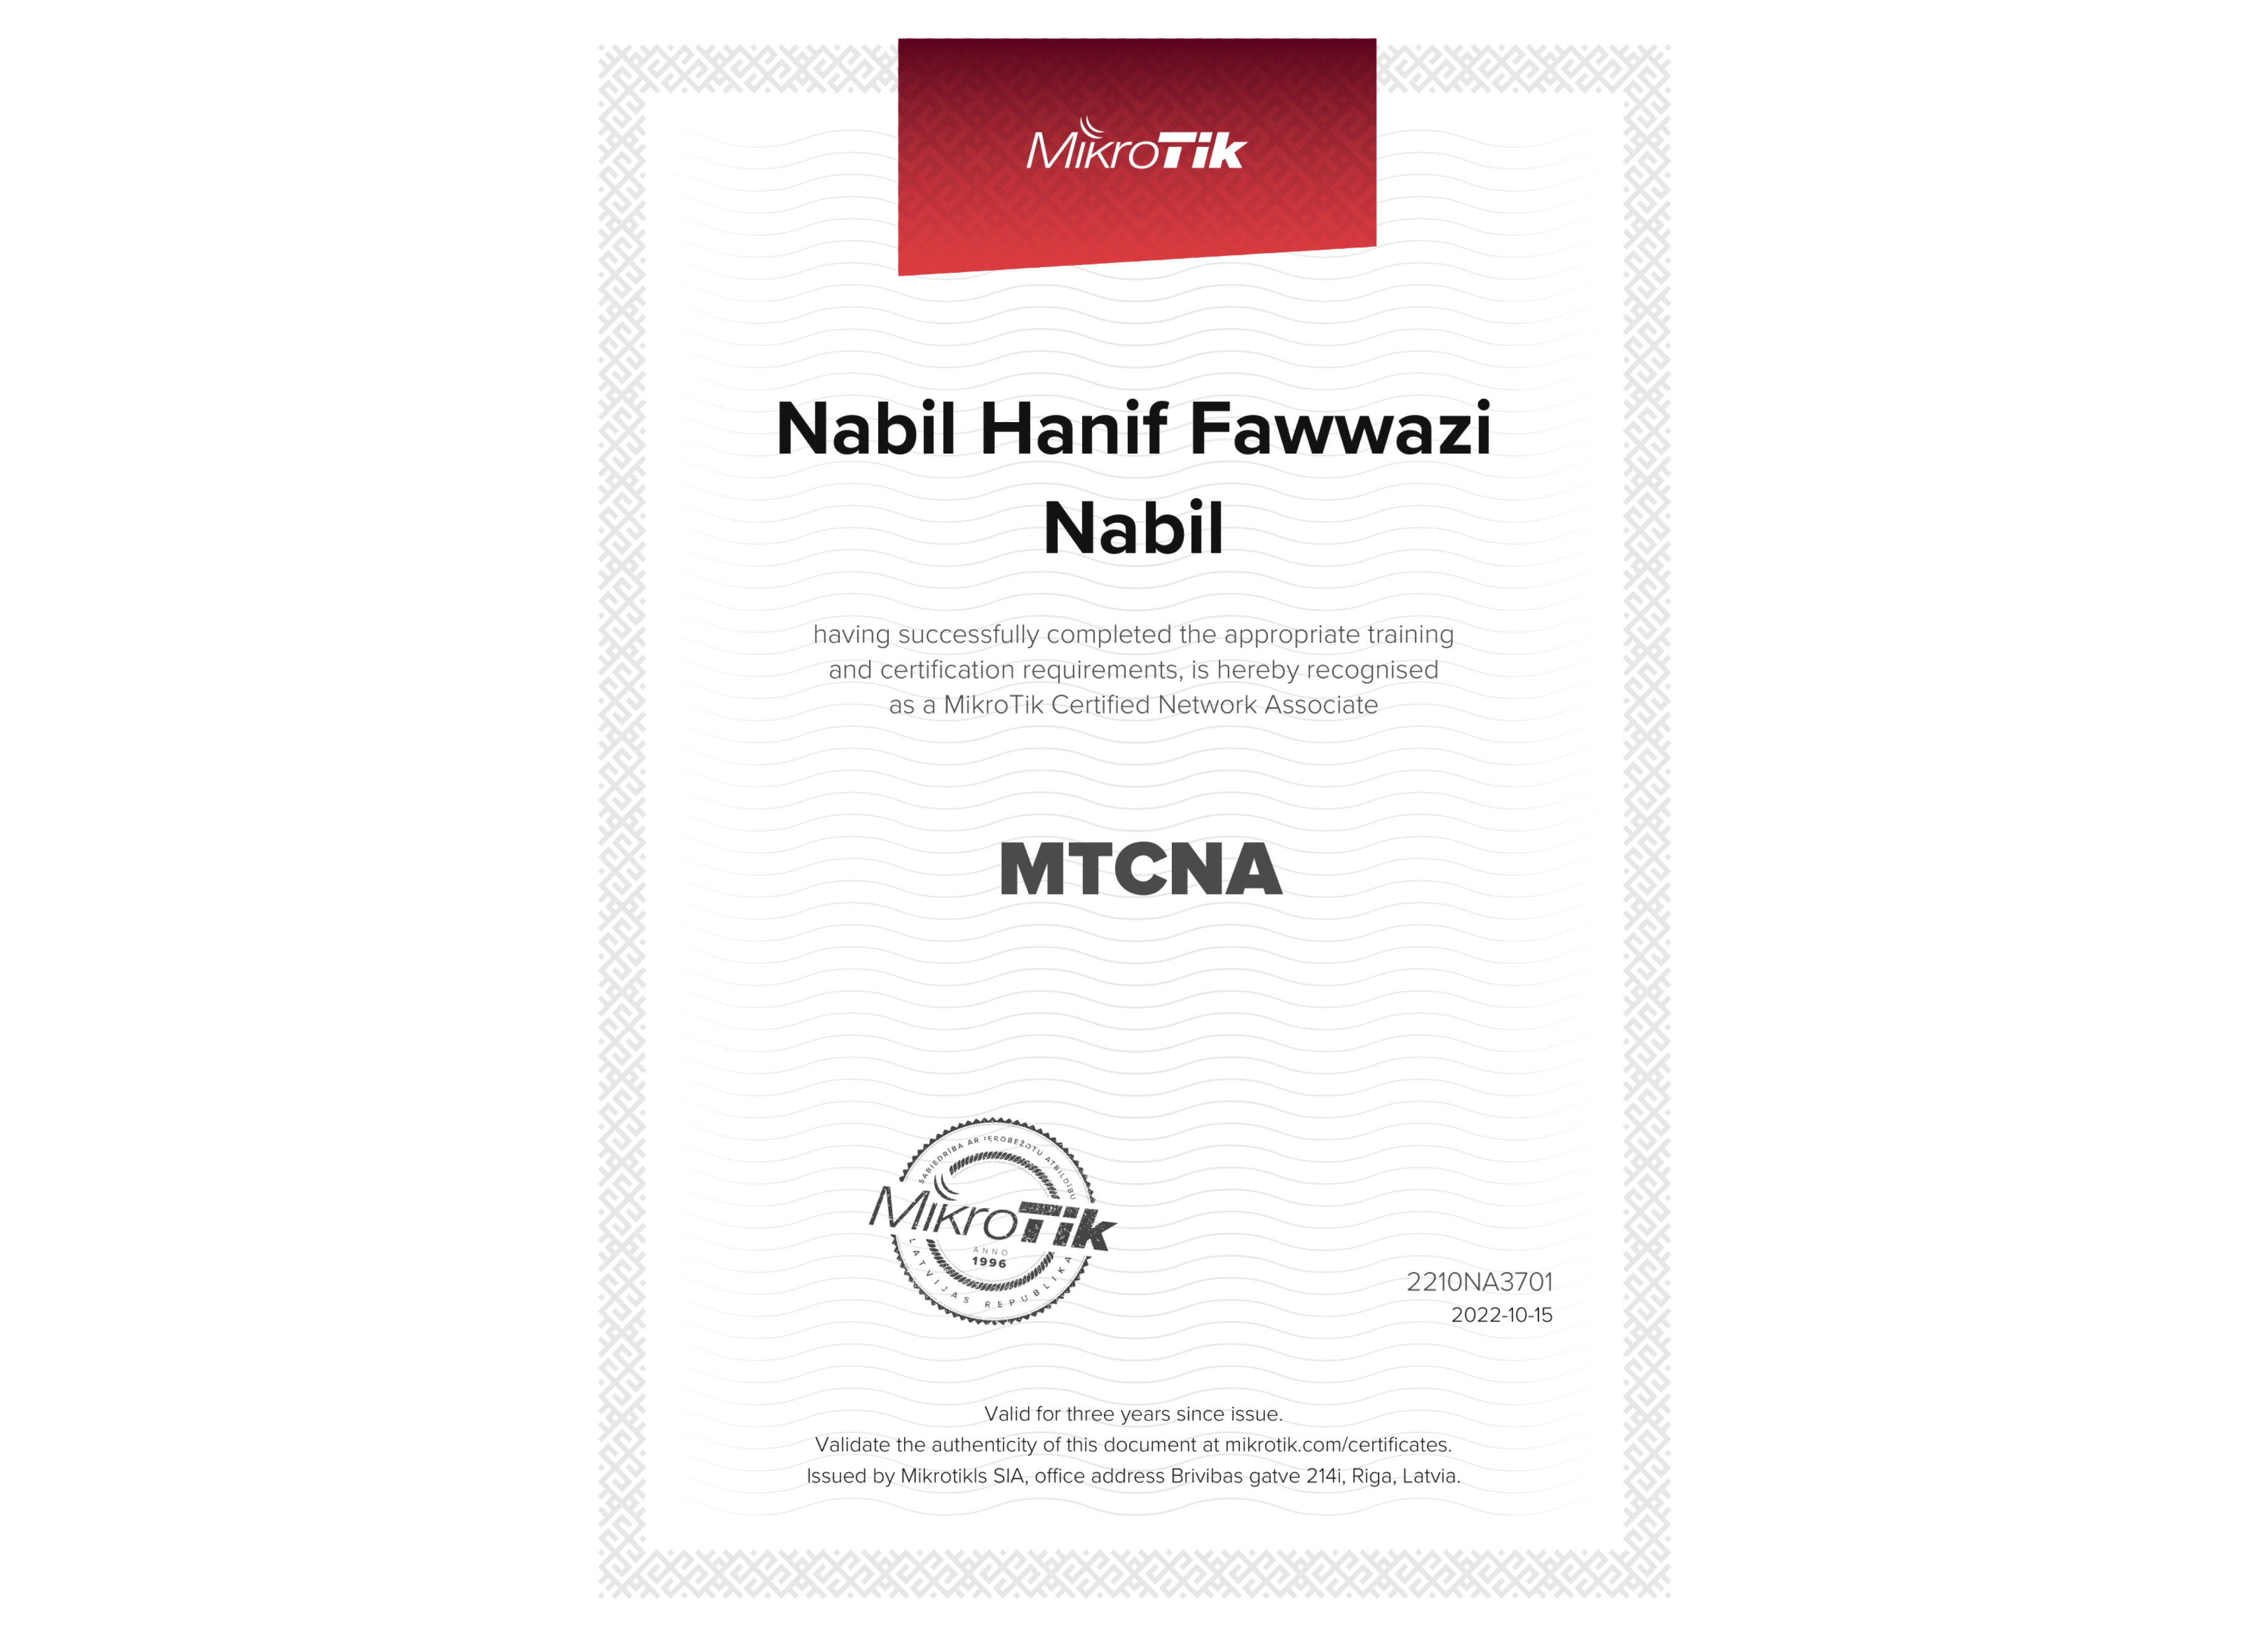 MikroTik
Nabil Hanif Fawwazi
Nabil
having successfully completed the appropriate training
and certification requirements, is hereby recognised
as a MikroTik Certified Network Associate
MTCNA
SABIEDRĪBA AR IEROBEŽOTU ATBILDĪBU
MikroTik
ANNO
1996
LATVIJAS REPUBLIKA
2210NA3701
2022-10-15
Valid for three years since issue.
Validate the authenticity of this document at mikrotik.com/certificates.
Issued by Mikrotikls SIA, office address Brivibas gatve 214i, Riga, Latvia.